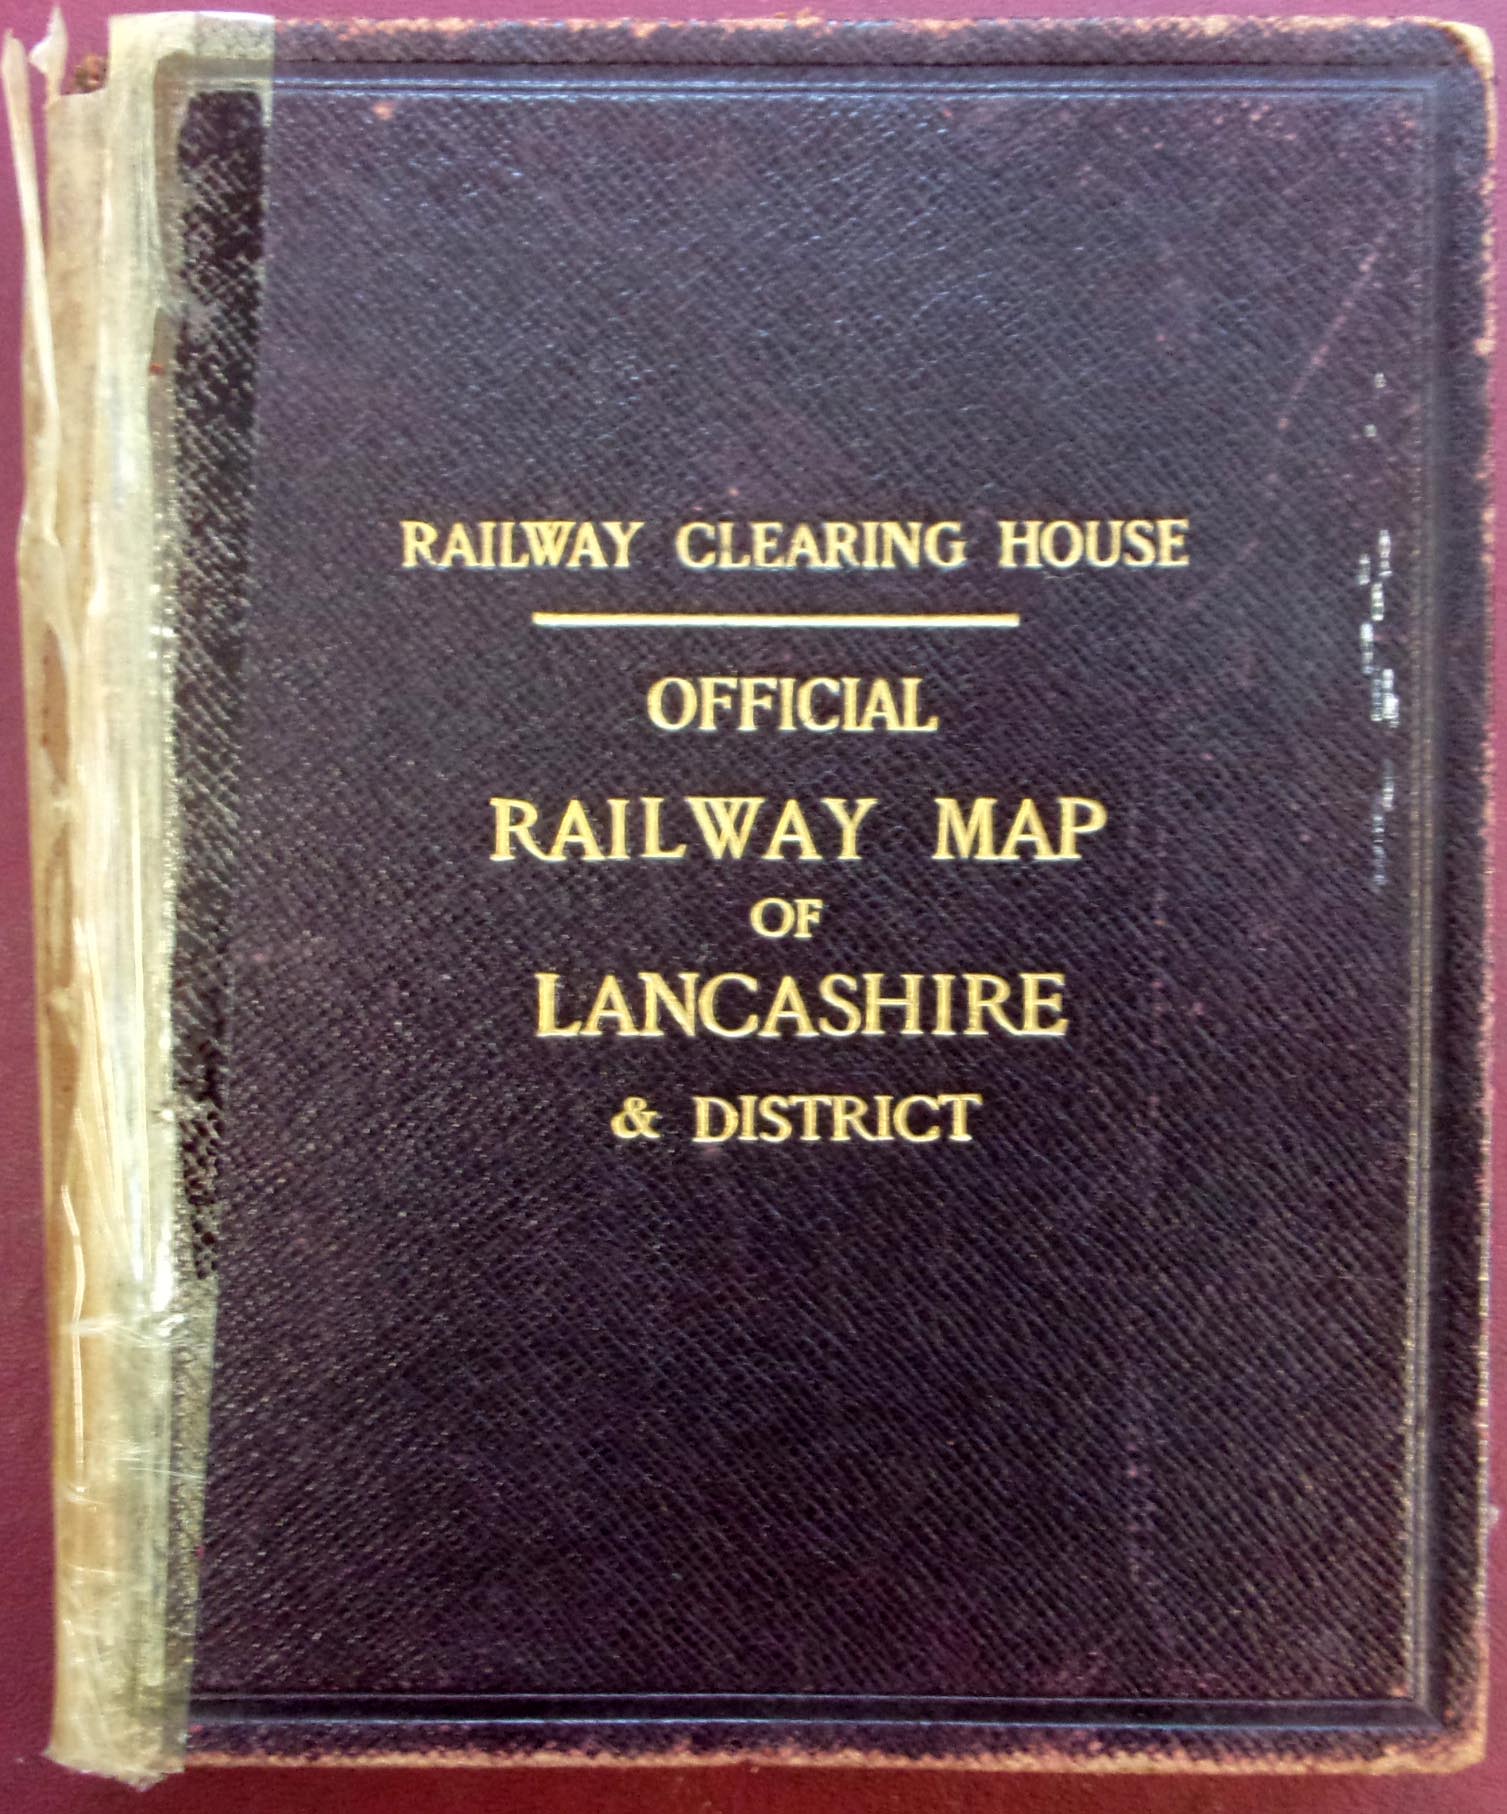 RAILWAY CLEARING HOUSE
OFFICIAL
RAILWAY MAP
OF
LANCASHIRE
& DISTRICT